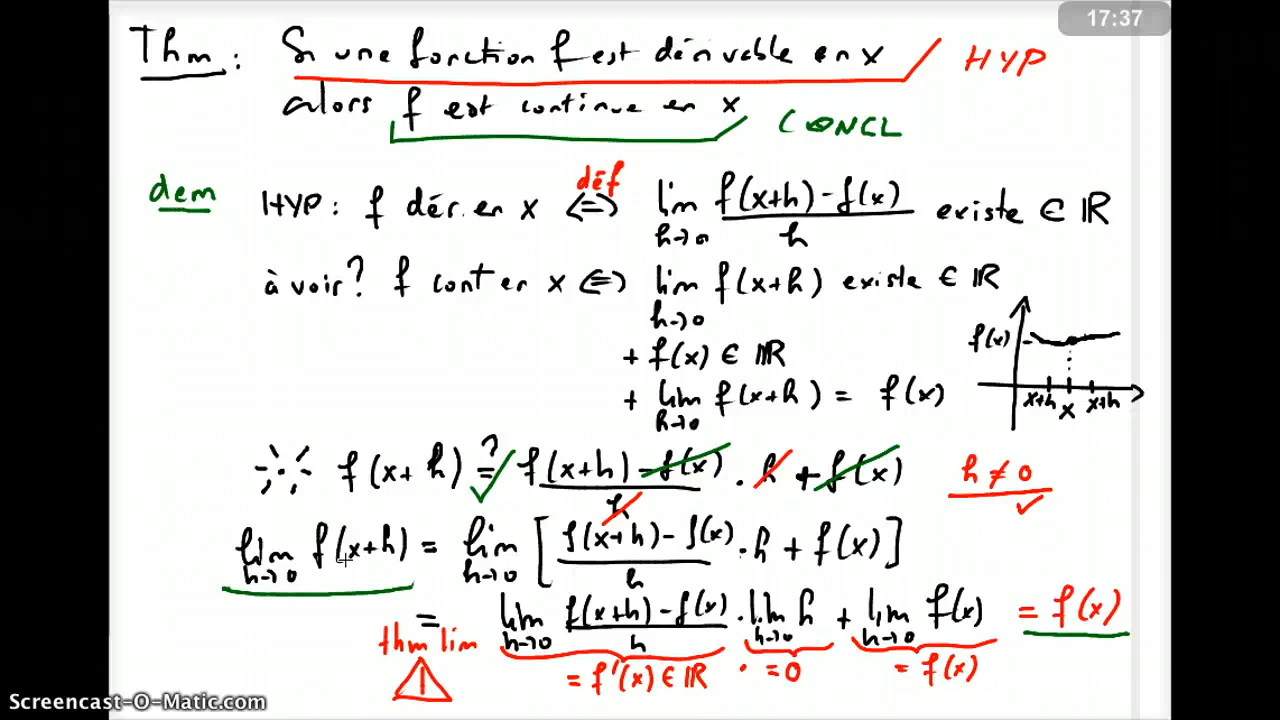 17:37
Thm : Si une fonction f est dérivable en x HYP
alors f est continue en x CONCL
dem HYP : f dér. en x <=> déf lim h→0 f(x+h) - f(x) / h existe ∈ ℝ
à voir ? f cont en x <=> lim h→0 f(x+h) existe ∈ ℝ
+ f(x) ∈ ℝ
+ lim h→0 f(x+h) = f(x)
f(x) x+h x x+h
f(x+h) =? f(x+h) - f(x) / h . h + f(x) h ≠ 0 ✓
lim h→0 f(x+h) = lim h→0 [ f(x+h) - f(x) / h . h + f(x) ]
= lim h→0 f(x+h) - f(x) / h . lim h→0 h + lim h→0 f(x) = f(x)
thm lim ! = f'(x) ∈ ℝ . = 0 = f(x)
Screencast-O-Matic.com